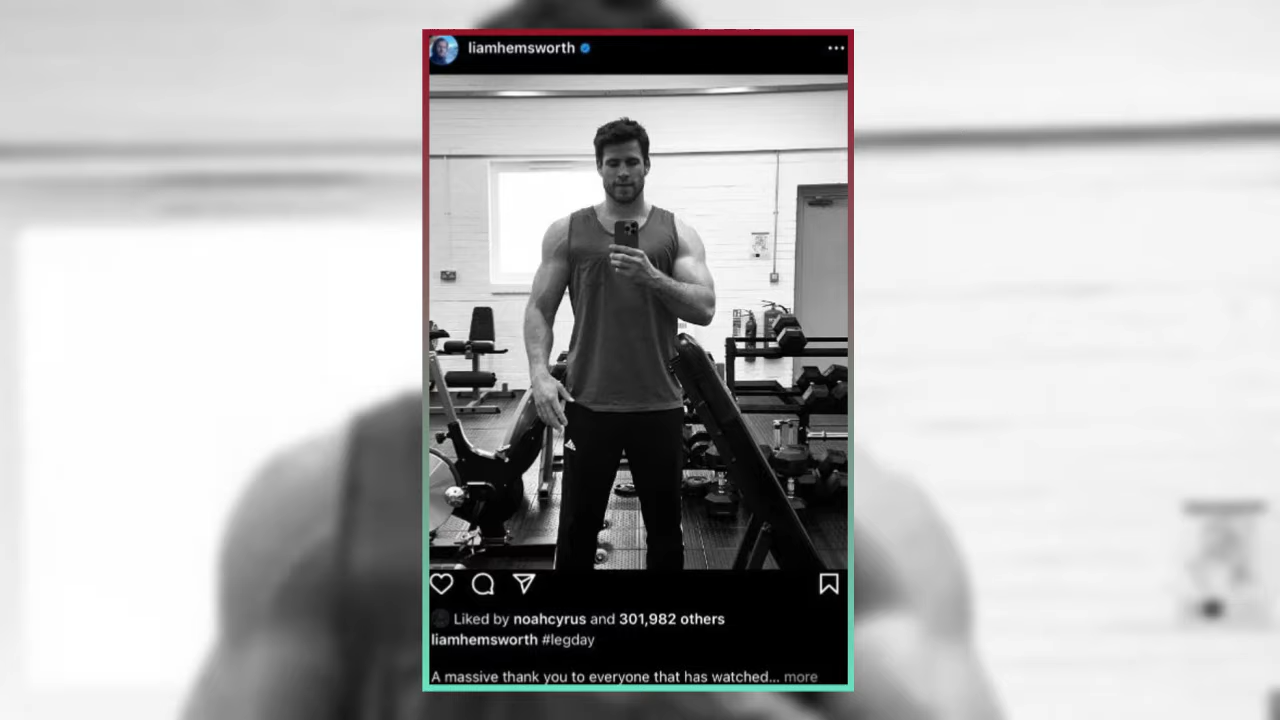 liamhemsworth
Liked by noahcyrus and 301,982 others
liamhemsworth #legday
A massive thank you to everyone that has watched... more